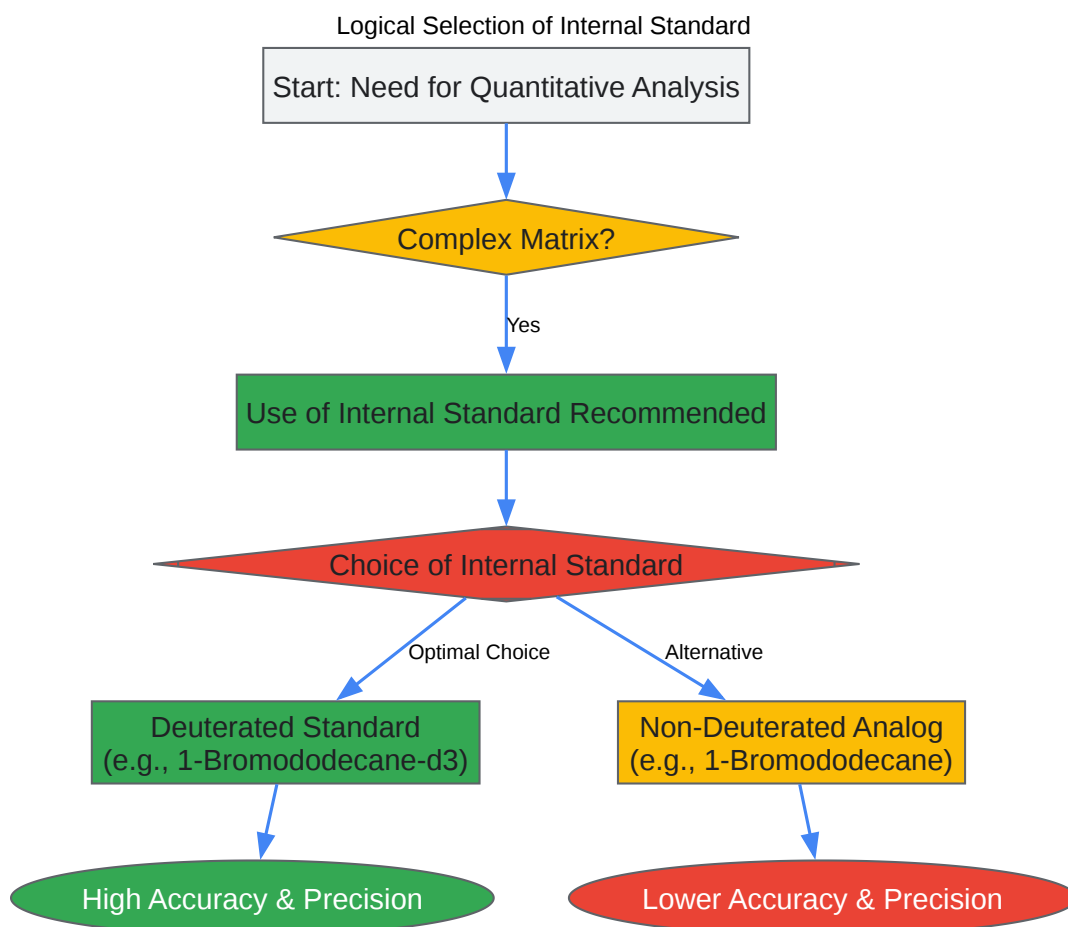 Logical Selection of Internal Standard
Start: Need for Quantitative Analysis
Complex Matrix?
Yes
Use of Internal Standard Recommended
Choice of Internal Standard
Optimal Choice
Alternative
Deuterated Standard
(e.g., 1-Bromododecane-d3)
Non-Deuterated Analog
(e.g., 1-Bromododecane)
High Accuracy & Precision
Lower Accuracy & Precision